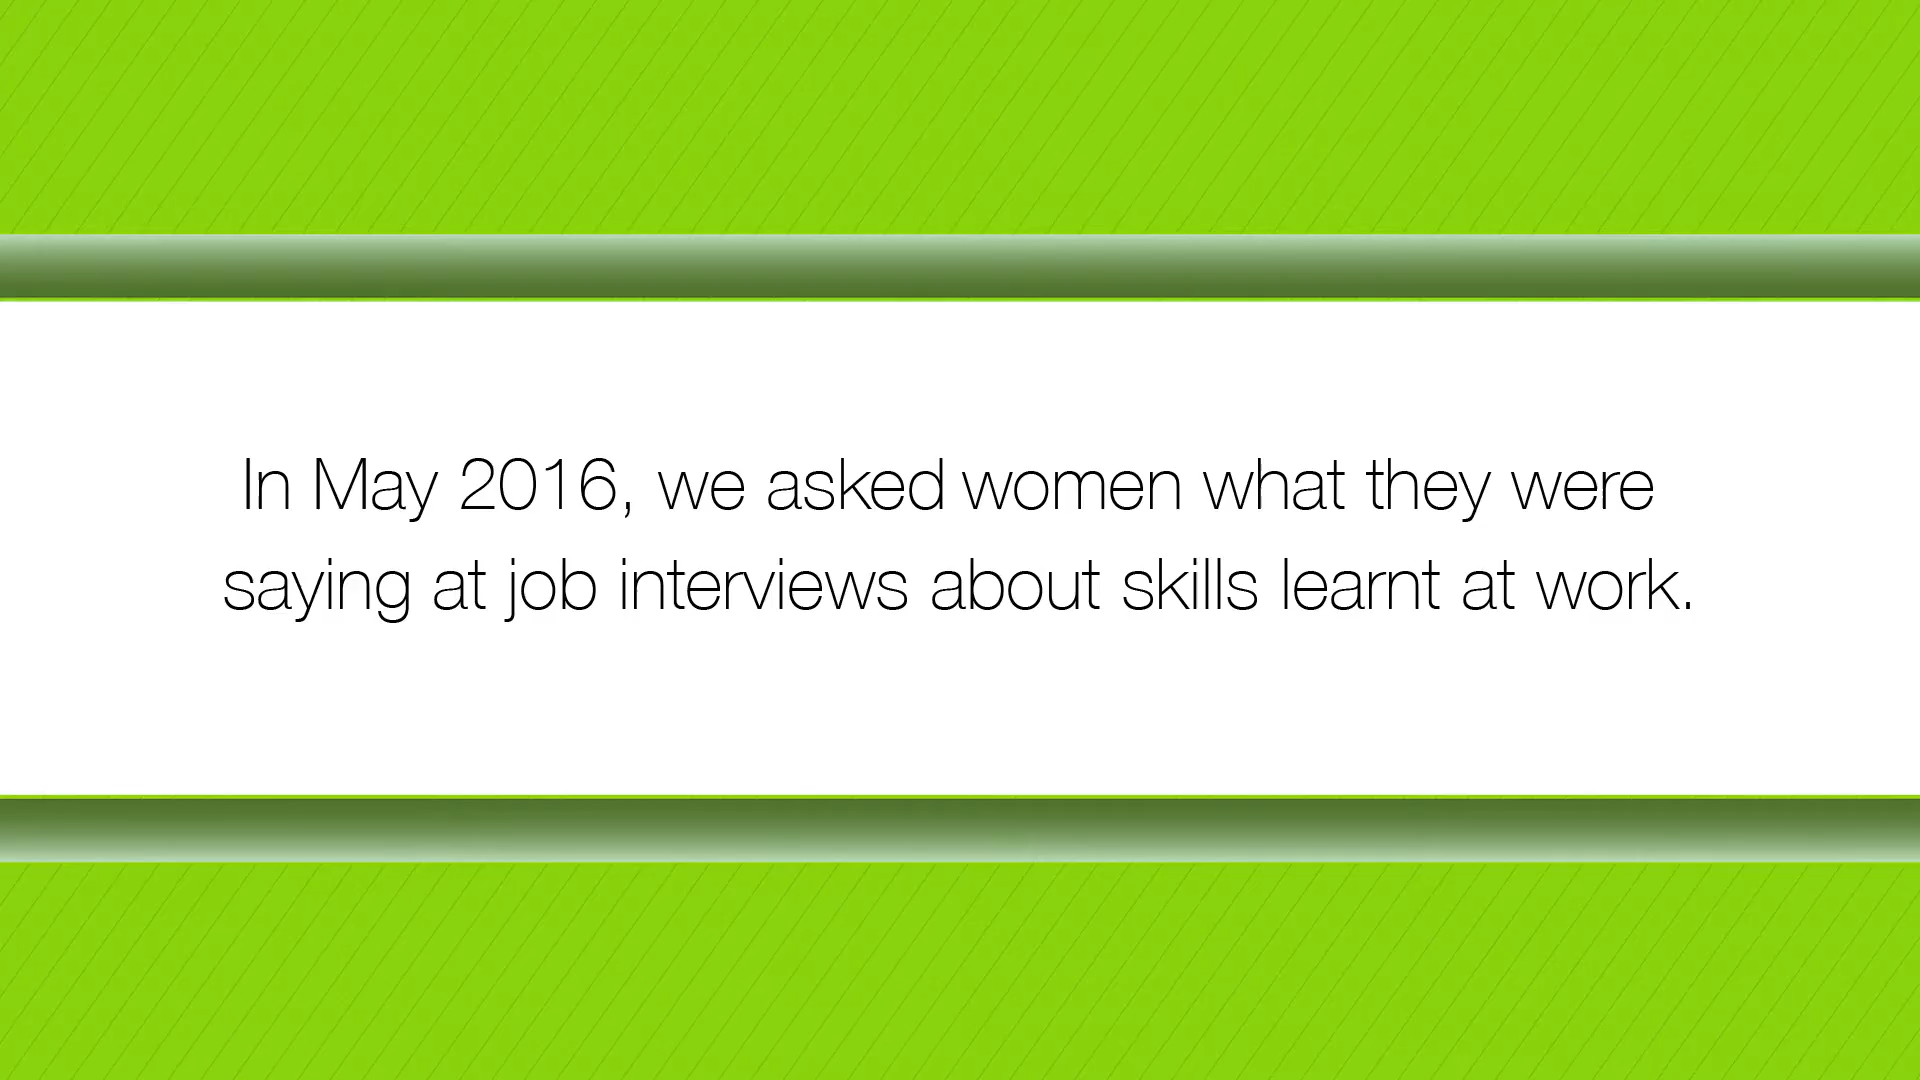 In May 2016, we asked women what they were
saying at job interviews about skills learnt at work.